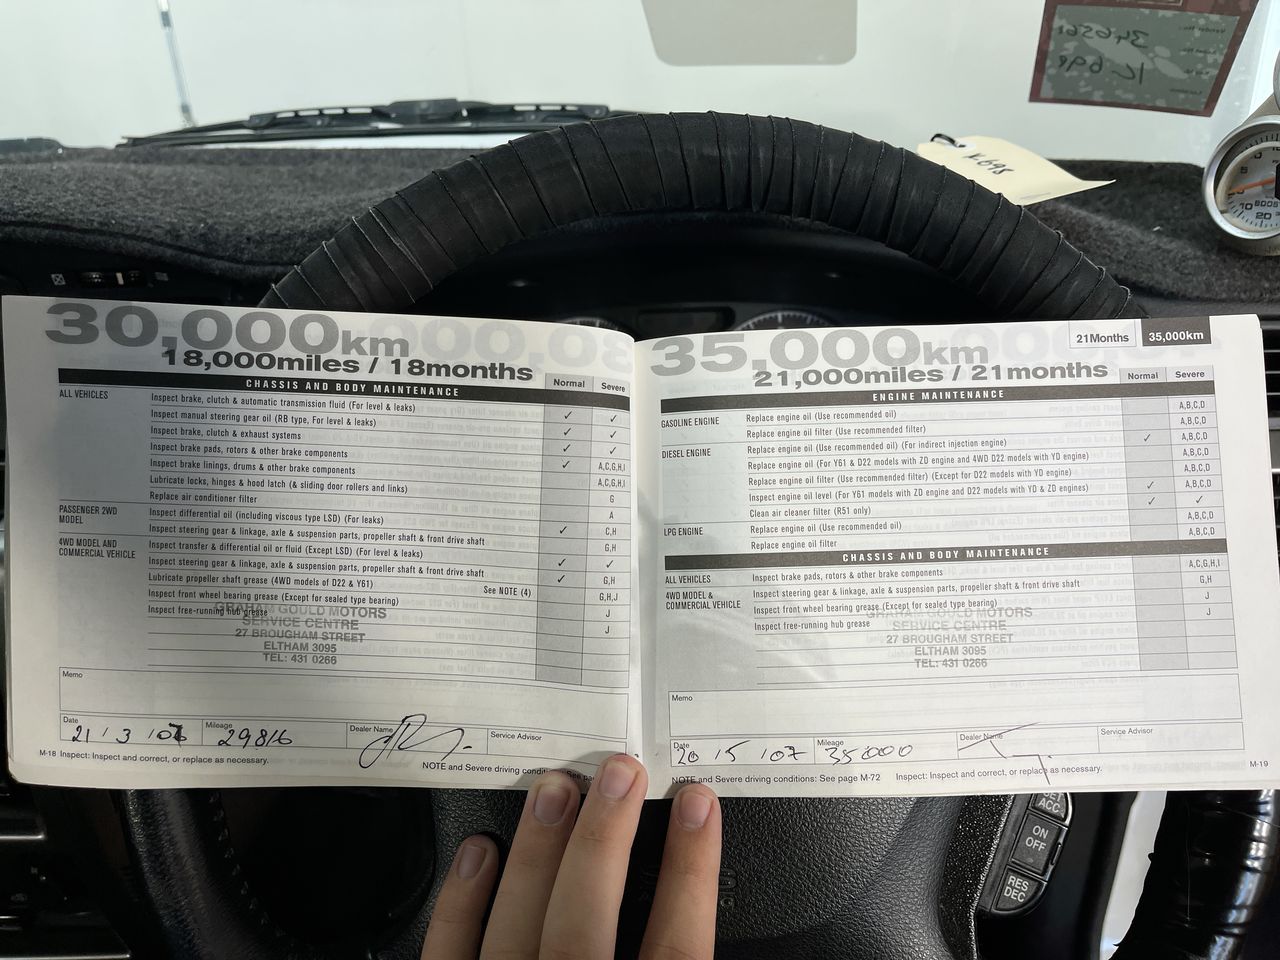 K698
30,000km
18,000miles / 18months
CHASSIS AND BODY MAINTENANCE
Normal
Severe
ALL VEHICLES
Inspect brake, clutch & automatic transmission fluid (For level & leaks)
Inspect manual steering gear oil (RB type, For level & leaks) ✓ ✓
Inspect brake, clutch & exhaust systems ✓ ✓
Inspect brake pads, rotors & other brake components ✓ ✓
Inspect brake linings, drums & other brake components ✓ A,C,G,H,I
Lubricate locks, hinges & hood latch (& sliding door rollers and links) A,C,G,H,I
Replace air conditioner filter G
PASSENGER 2WD MODEL
Inspect differential oil (including viscous type LSD) (For leaks) A
Inspect steering gear & linkage, axle & suspension parts, propeller shaft & front drive shaft ✓ C,H
4WD MODEL AND COMMERCIAL VEHICLE
Inspect transfer & differential oil or fluid (Except LSD) (For level & leaks) G,H
Inspect steering gear & linkage, axle & suspension parts, propeller shaft & front drive shaft ✓ ✓
Lubricate propeller shaft grease (4WD models of D22 & Y61) See NOTE (4) ✓ G,H
Inspect front wheel bearing grease (Except for sealed type bearing) G,H,J
Inspect free-running hub grease J
J
GRAHAM GOULD MOTORS
SERVICE CENTRE
27 BROUGHAM STREET
ELTHAM 3095
TEL: 431 0266
Memo
Date 21 / 3 / 07
Mileage 29816
Dealer Name
Service Advisor
M-18 Inspect: Inspect and correct, or replace as necessary.
NOTE and Severe driving conditions: See pa
35,000km
21,000miles / 21months
21Months
35,000km
ENGINE MAINTENANCE
Normal
Severe
GASOLINE ENGINE
Replace engine oil (Use recommended oil) A,B,C,D
Replace engine oil filter (Use recommended filter) A,B,C,D
DIESEL ENGINE
Replace engine oil (Use recommended oil) (For indirect injection engine) ✓ A,B,C,D
Replace engine oil (For Y61 & D22 models with ZD engine and 4WD D22 models with YD engine) A,B,C,D
Replace engine oil filter (Use recommended filter) (Except for D22 models with YD engine) A,B,C,D
Inspect engine oil level (For Y61 models with ZD engine and D22 models with YD & ZD engines) ✓ A,B,C,D
Clean air cleaner filter (R51 only) ✓ ✓
LPG ENGINE
Replace engine oil (Use recommended oil) A,B,C,D
Replace engine oil filter A,B,C,D
CHASSIS AND BODY MAINTENANCE
ALL VEHICLES
Inspect brake pads, rotors & other brake components A,C,G,H,I
4WD MODEL & COMMERCIAL VEHICLE
Inspect steering gear & linkage, axle & suspension parts, propeller shaft & front drive shaft G,H
Inspect front wheel bearing grease (Except for sealed type bearing) J
Inspect free-running hub grease J
GRAHAM GOULD MOTORS
SERVICE CENTRE
27 BROUGHAM STREET
ELTHAM 3095
TEL: 431 0266
Memo
Date 20 / 5 / 07
Mileage 35000
Dealer Name
Service Advisor
NOTE and Severe driving conditions: See page M-72 Inspect: Inspect and correct, or replace as necessary.
M-19
ACC
ON
OFF
RES
DEC